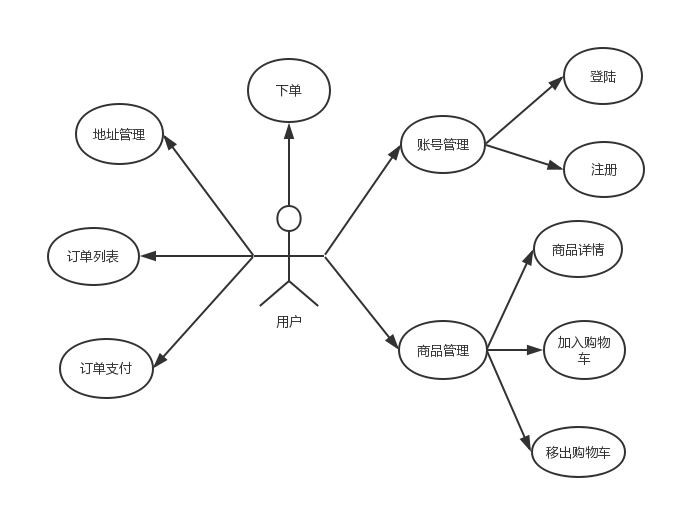 登陆
下单
地址管理
账号管理
注册
商品详情
订单列表
用户
加入购物
车
商品管理
订单支付
移出购物车